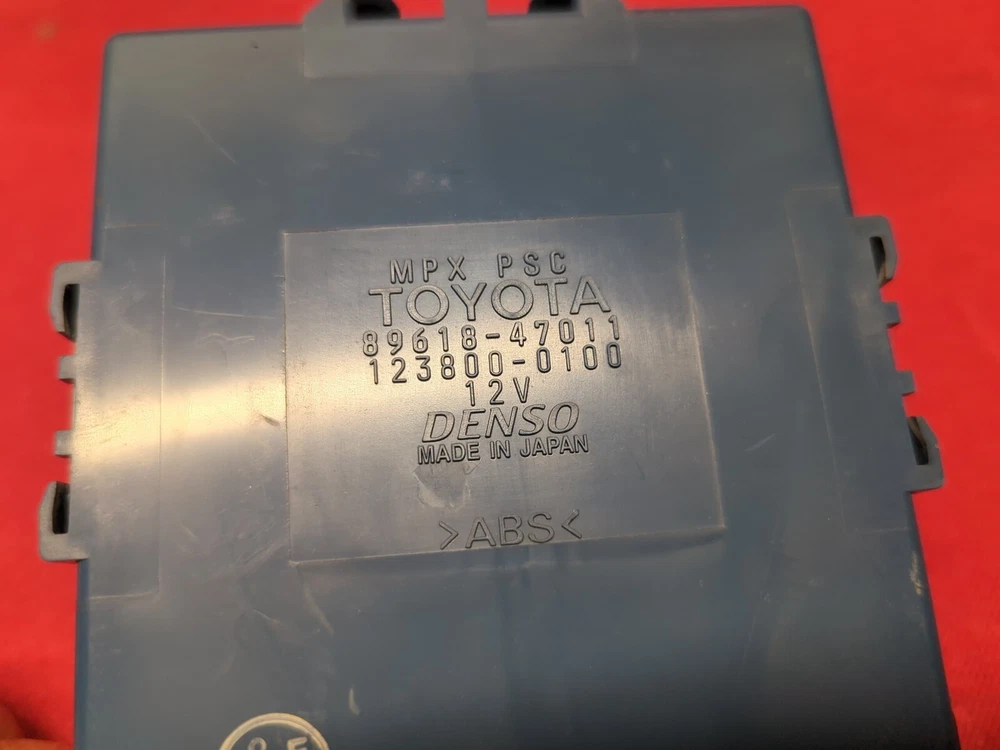 MPX PSC
TOYOTA
89618-47011
123800-0100
12V
DENSO
MADE IN JAPAN
>ABS<